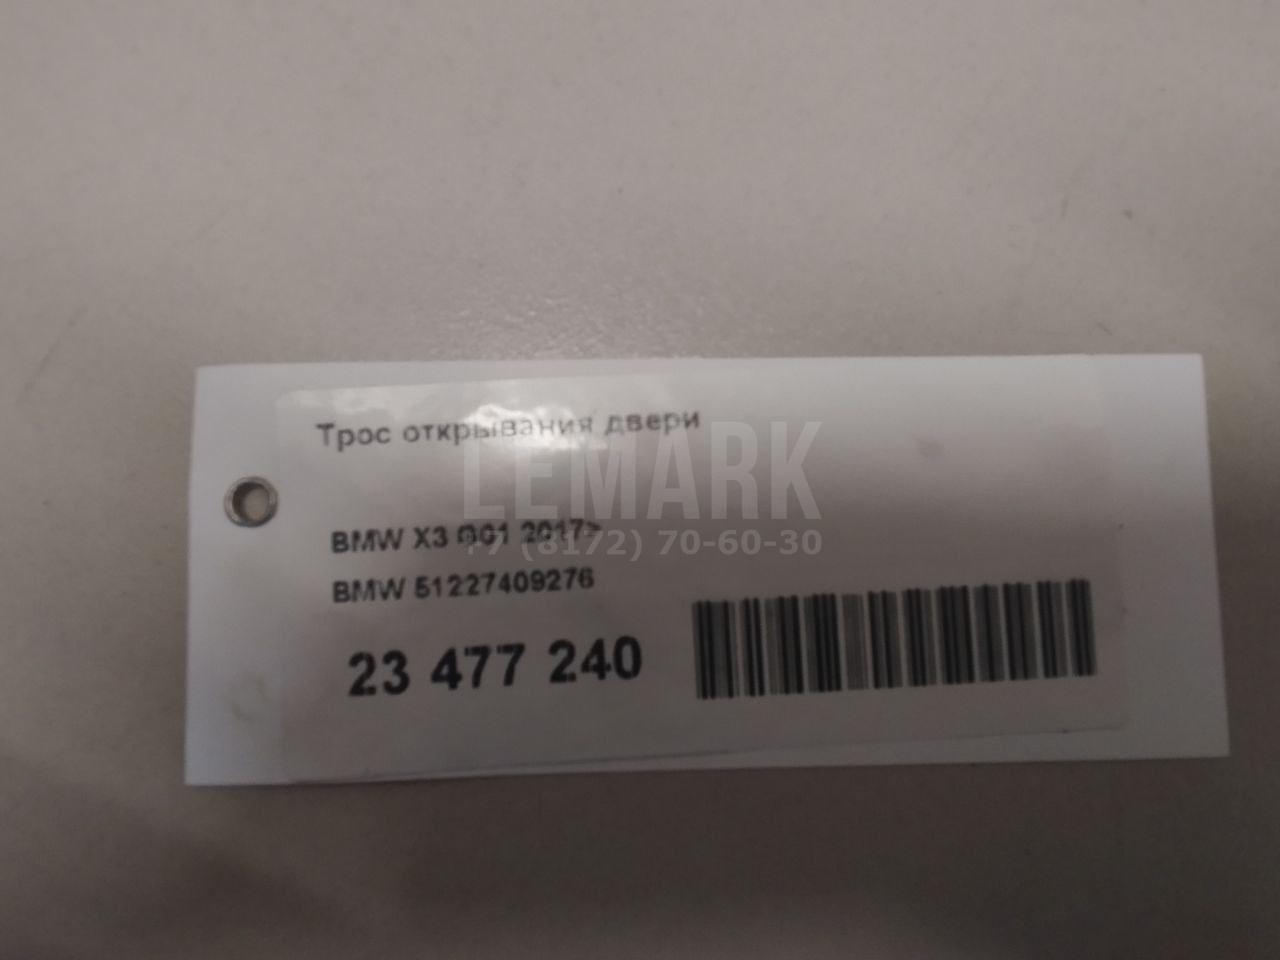 Трос открывания двери
LEMARK
BMW X3 G01 2017>
+7 (8172) 70-60-30
BMW 51227409276
23 477 240